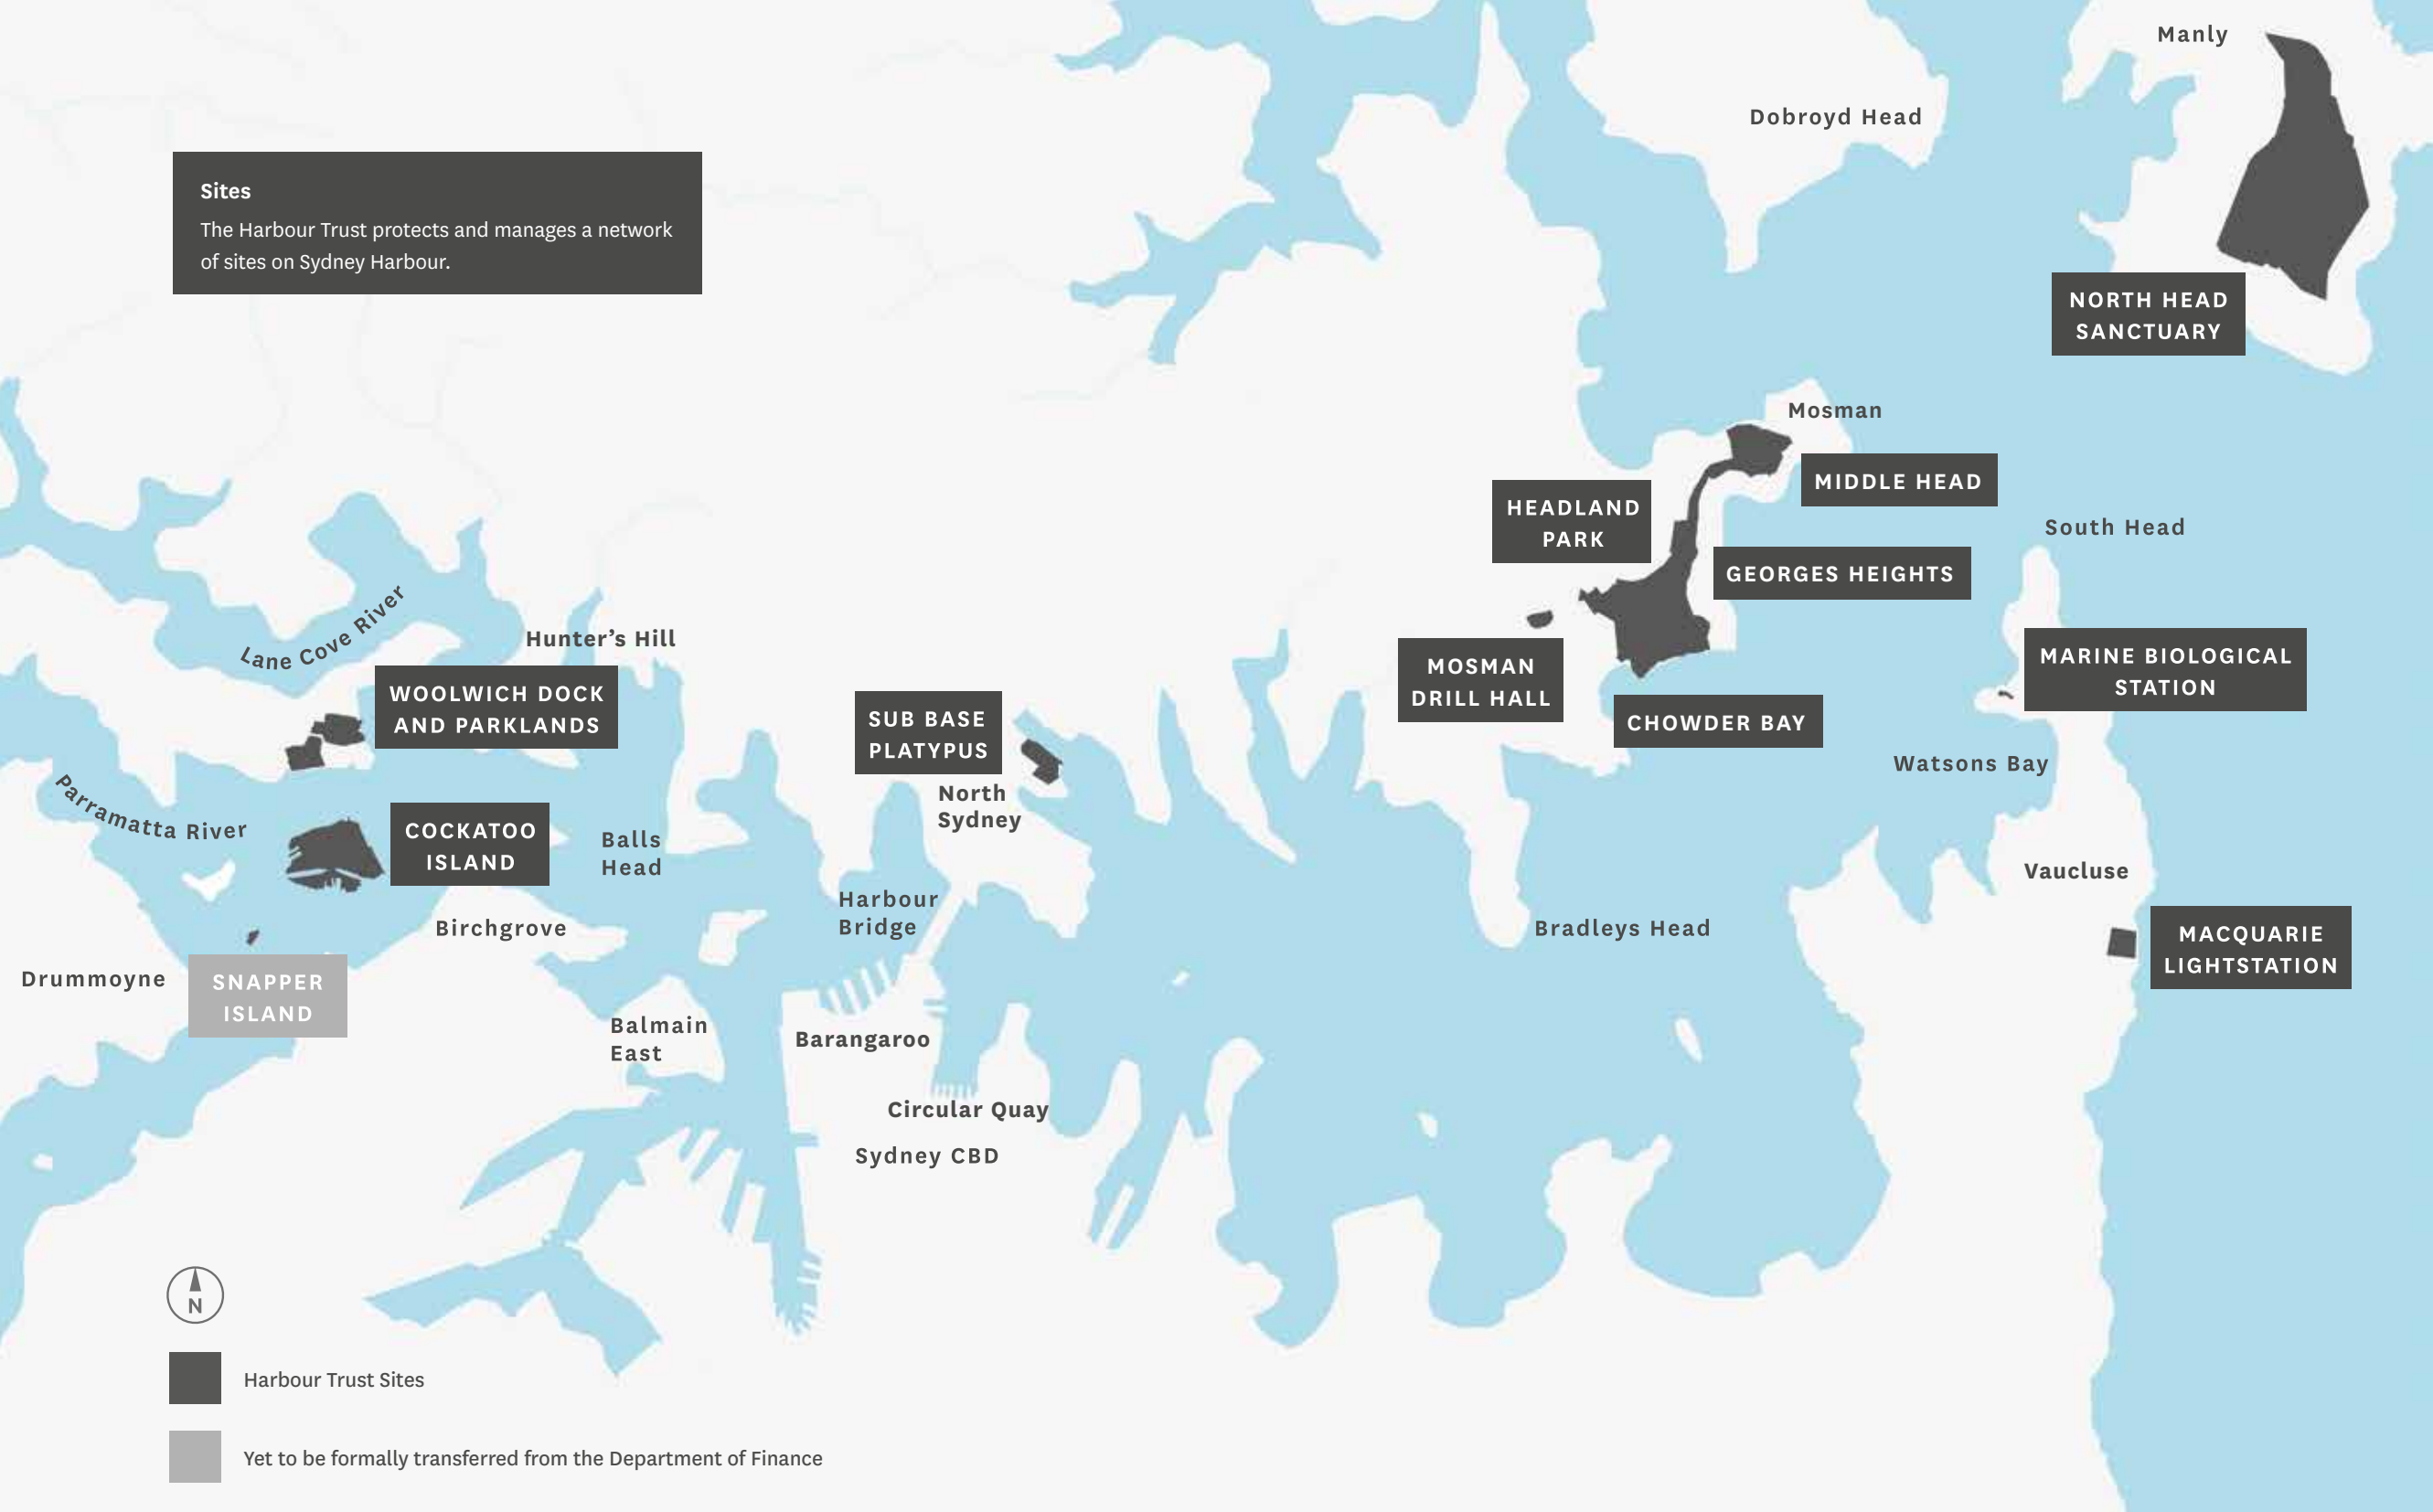 Manly
Dobroyd Head
Sites
The Harbour Trust protects and manages a network
of sites on Sydney Harbour.
NORTH HEAD
SANCTUARY
Mosman
MIDDLE HEAD
HEADLAND
PARK
South Head
GEORGES HEIGHTS
Lane Cove River
Hunter’s Hill
MOSMAN
DRILL HALL
MARINE BIOLOGICAL
STATION
WOOLWICH DOCK
AND PARKLANDS
SUB BASE
PLATYPUS
CHOWDER BAY
Watsons Bay
North
Sydney
Parramatta River
COCKATOO
ISLAND
Balls
Head
Vaucluse
Harbour
Bridge
Birchgrove
Bradleys Head
MACQUARIE
LIGHTSTATION
Drummoyne
SNAPPER
ISLAND
Balmain
East
Barangaroo
Circular Quay
Sydney CBD
N
Harbour Trust Sites
Yet to be formally transferred from the Department of Finance